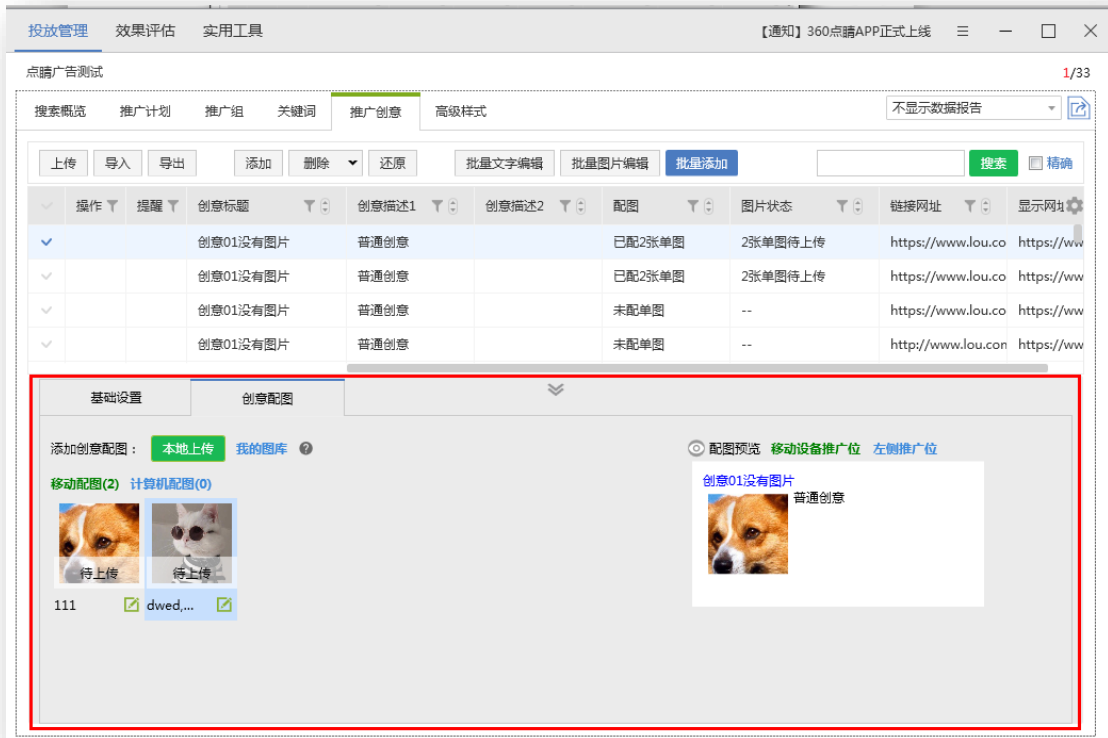 投放管理 效果评估 实用工具 【通知】360点睛APP正式上线
点睛广告测试 1/33
搜索概览 推广计划 推广组 关键词 推广创意 高级样式 不显示数据报告
上传 导入 导出 添加 删除 还原 批量文字编辑 批量图片编辑 批量添加 搜索 精确
操作 提醒 创意标题 创意描述1 创意描述2 配图 图片状态 链接网址 显示网址
创意01没有图片 普通创意 已配2张单图 2张单图待上传 https://www.lou.co https://ww
创意01没有图片 普通创意 已配2张单图 2张单图待上传 https://www.lou.co https://ww
创意01没有图片 普通创意 未配单图 -- https://www.lou.co https://ww
创意01没有图片 普通创意 未配单图 -- http://www.lou.con https://ww
基础设置 创意配图
添加创意配图： 本地上传 我的图库 配图预览 移动设备推广位 左侧推广位
移动配图(2) 计算机配图(0) 创意01没有图片
普通创意
待上传 待上传
111 dwed,...